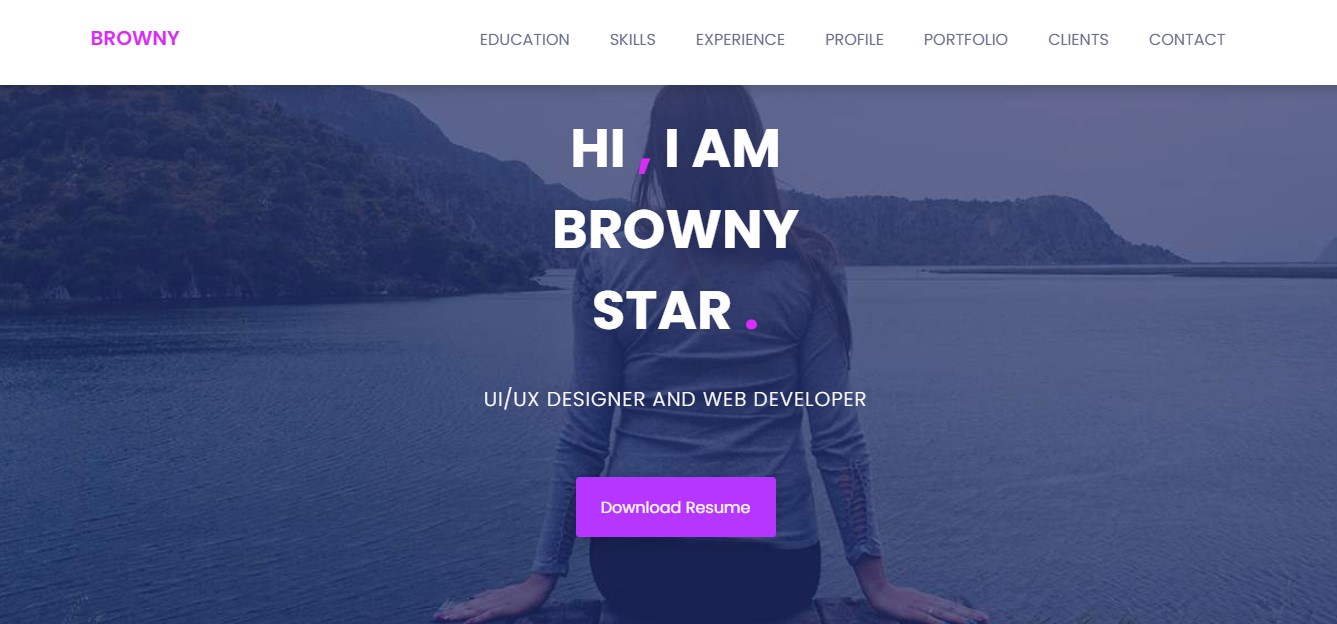 BROWNY
EDUCATION SKILLS EXPERIENCE PROFILE PORTFOLIO CLIENTS CONTACT
HI , I AM
BROWNY
STAR .
UI/UX DESIGNER AND WEB DEVELOPER
Download Resume